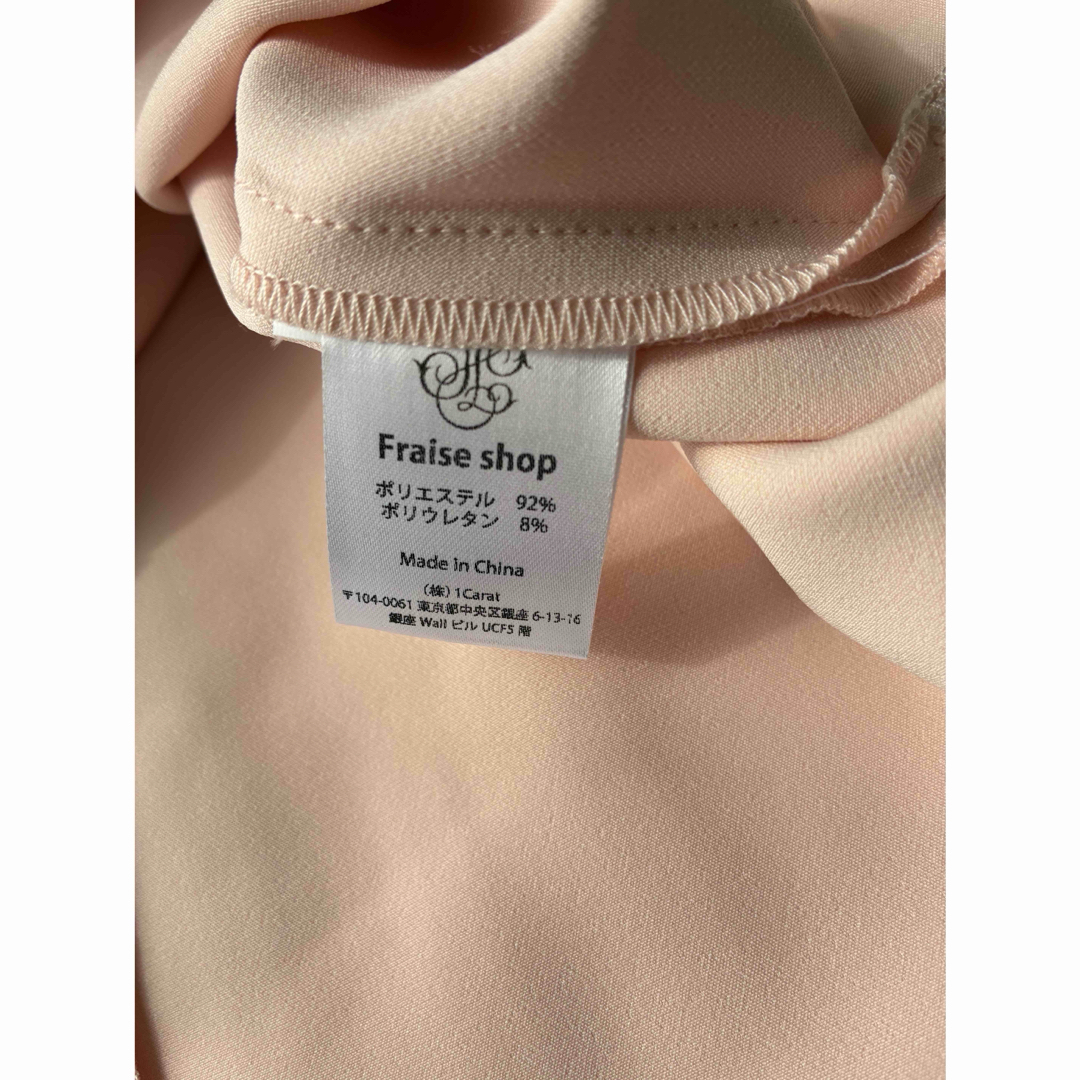 Fraise shop
ポリエステル 92%
ポリウレタン 8%
Made in China
(株) 1Carat
〒104-0061 東京都中央区銀座 6-13-16
銀座 Wall ビル UCF5 階